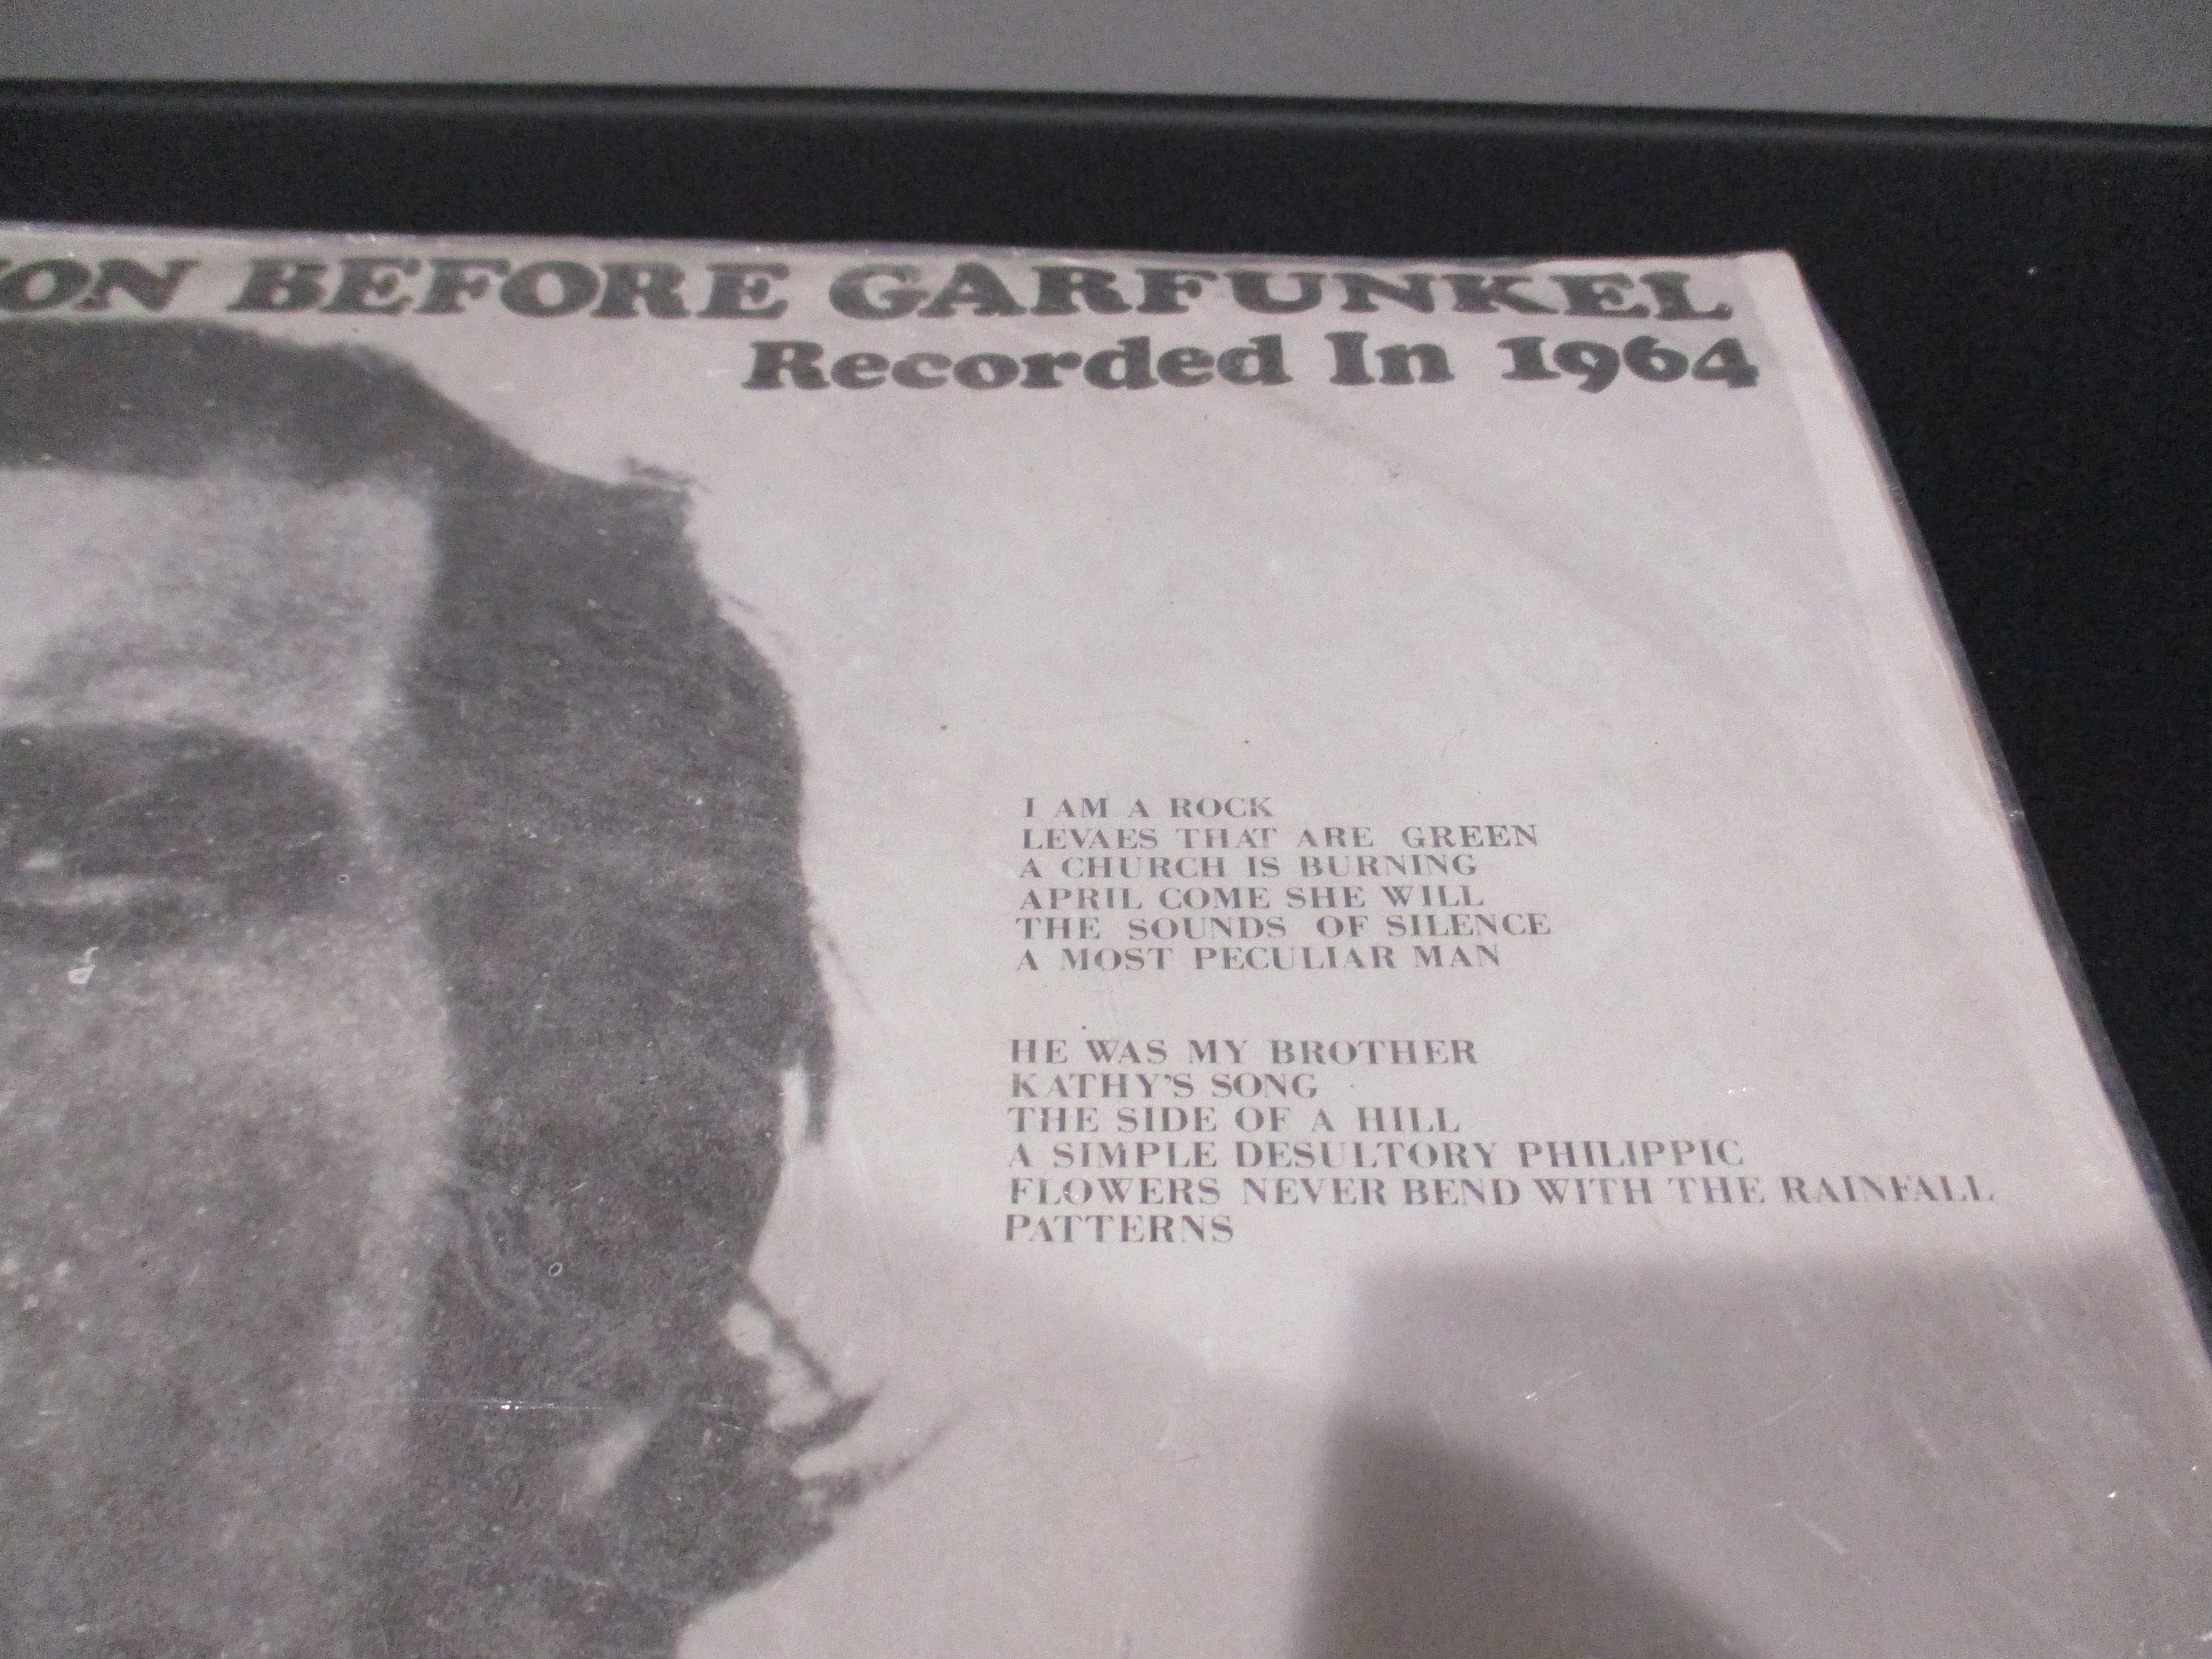 ON BEFORE GARFUNKEL
Recorded In 1964
I AM A ROCK
LEVAES THAT ARE GREEN
A CHURCH IS BURNING
APRIL COME SHE WILL
THE SOUNDS OF SILENCE
A MOST PECULIAR MAN
HE WAS MY BROTHER
KATHY'S SONG
THE SIDE OF A HILL
A SIMPLE DESULTORY PHILIPPIC
FLOWERS NEVER BEND WITH THE RAINFALL
PATTERNS